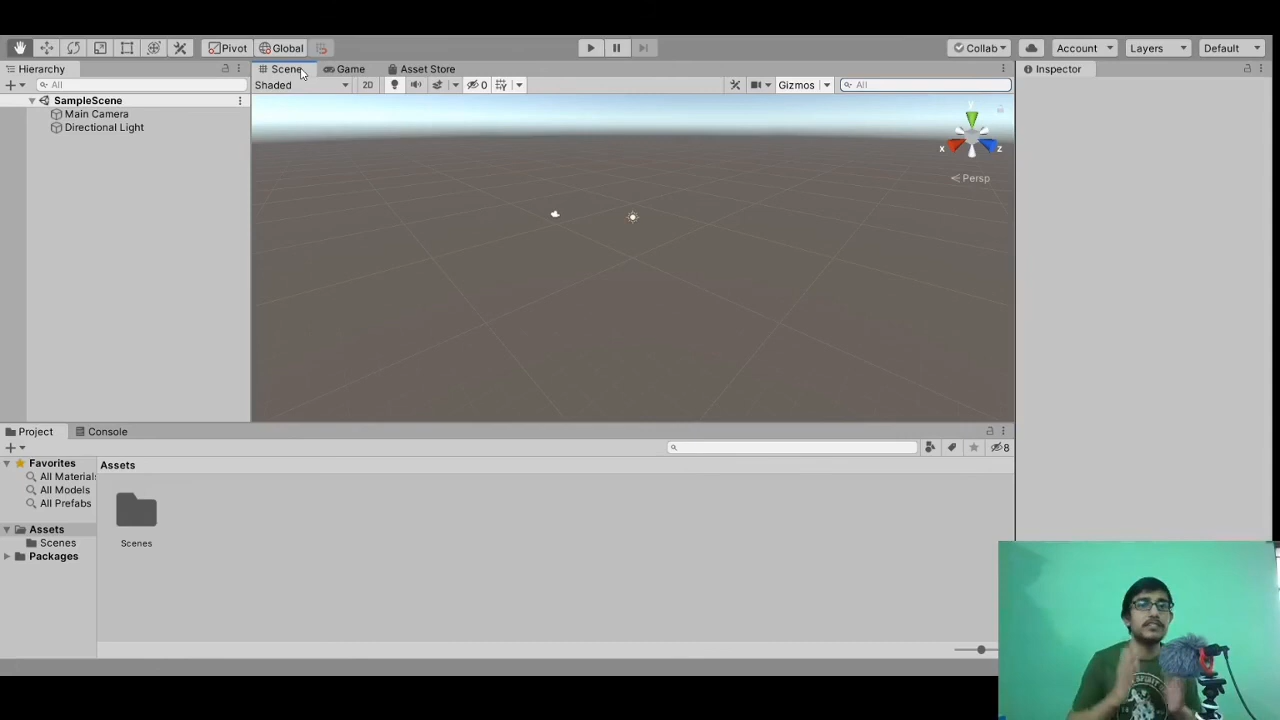 Pivot Global Collab Account Layers Default
Hierarchy Scene Game Asset Store Inspector
All Shaded 2D 0 Gizmos All
SampleScene
Main Camera
Directional Light
y
x z
Persp
Project Console
8
Favorites Assets
All Materials
All Models
All Prefabs
Assets
Scenes Scenes
Packages